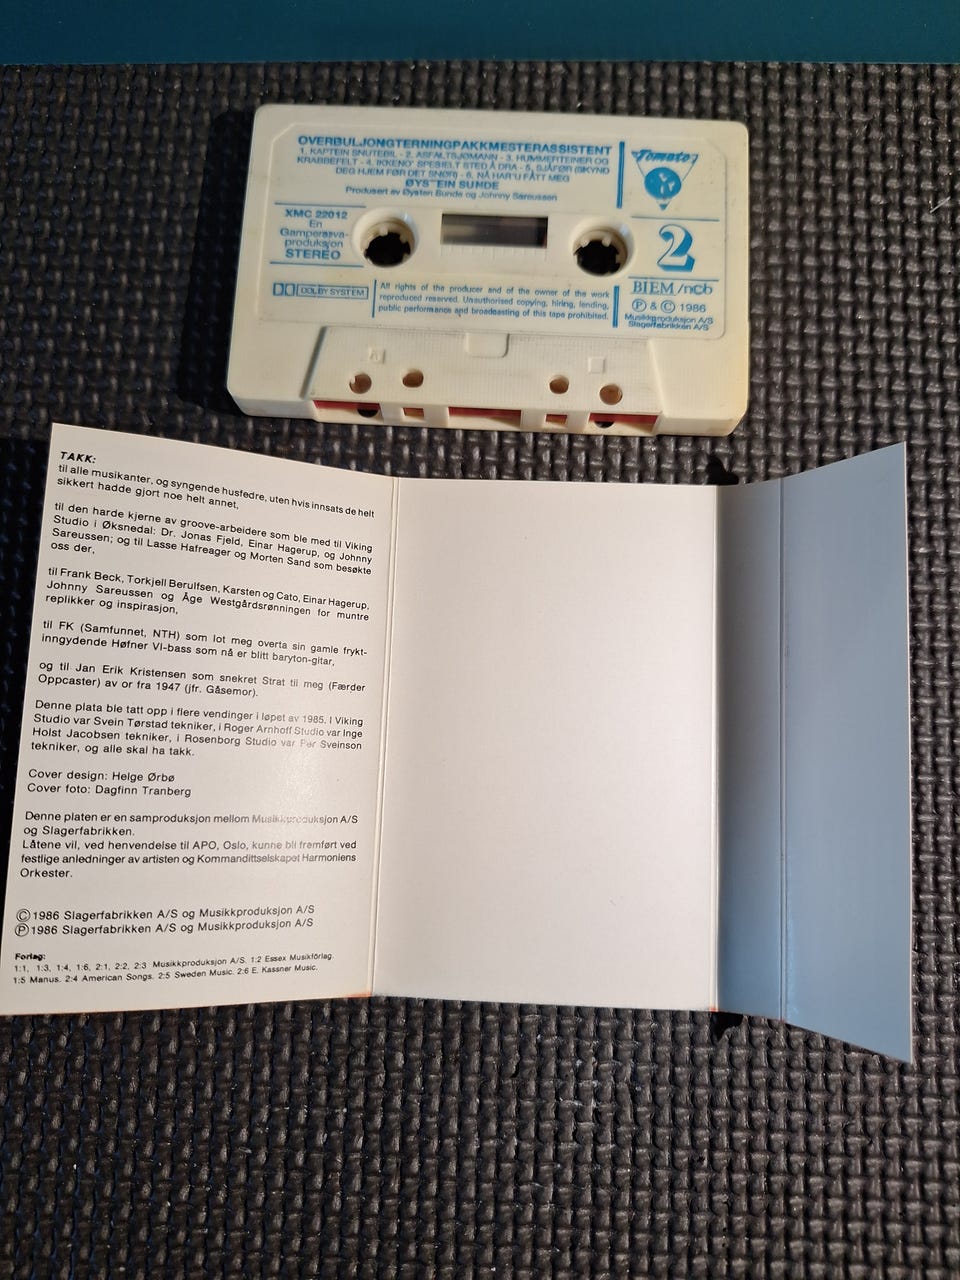 OVERBULJONGTERNINGPAKKMESTERASSISTENT
1. KAPTEIN SNUTEBIL - 2. ASFALTSJØMANN - 3. HUMMERTEINER OG
KRABBEFELT - 4. IKKENO' SPESIELT STED Å DRA - 5. SJÅFØR (SKYND
DEG HJEM FØR DET SNØR) - 6. NÅ HAR'U FÅTT MEG
ØYSTEIN SUNDE
Produsert av Øystein Sunde og Johnny Sareussen
Tomato
XMC 22012
En
Gamperæva-
produksjon
STEREO
2
DOLBY SYSTEM
All rights of the producer and of the owner of the work
reproduced reserved. Unauthorised copying, hiring, lending,
public performance and broadcasting of this tape prohibited.
BIEM/ncb
Ⓟ & © 1986
Musikkproduksjon A/S
Slagerfabrikken A/S
A
TAKK:
til alle musikanter, og syngende husfedre, uten hvis innsats de helt
sikkert hadde gjort noe helt annet,
til den harde kjerne av groove-arbeidere som ble med til Viking
Studio i Øksnedal: Dr. Jonas Fjeld, Einar Hagerup, og Johnny
Sareussen; og til Lasse Hafreager og Morten Sand som besøkte
oss der,
til Frank Beck, Torkjell Berulfsen, Karsten og Cato, Einar Hagerup,
Johnny Sareussen og Åge Westgårdsrønningen for muntre
replikker og inspirasjon,
til FK (Samfunnet, NTH) som lot meg overta sin gamle frykt-
inngydende Høfner VI-bass som nå er blitt baryton-gitar,
og til Jan Erik Kristensen som snekret Strat til meg (Færder
Oppcaster) av or fra 1947 (jfr. Gåsemor).
Denne plata ble tatt opp i flere vendinger i løpet av 1985. I Viking
Studio var Svein Tørstad tekniker, i Roger Arnhoff Studio var Inge
Holst Jacobsen tekniker, i Rosenborg Studio var Per Sveinson
tekniker, og alle skal ha takk.
Cover design: Helge Ørbø
Cover foto: Dagfinn Tranberg
Denne platen er en samproduksjon mellom Musikkproduksjon A/S
og Slagerfabrikken.
Låtene vil, ved henvendelse til APO, Oslo, kunne bli fremført ved
festlige anledninger av artisten og Kommandittselskapet Harmoniens
Orkester.
© 1986 Slagerfabrikken A/S og Musikkproduksjon A/S
Ⓟ 1986 Slagerfabrikken A/S og Musikkproduksjon A/S
Forlag:
1:1, 1:3, 1:4, 1:6, 2:1, 2:2, 2:3 Musikkproduksjon A/S. 1:2 Essex Musikförlag.
1:5 Manus. 2:4 American Songs. 2:5 Sweden Music. 2:6 E. Kassner Music.